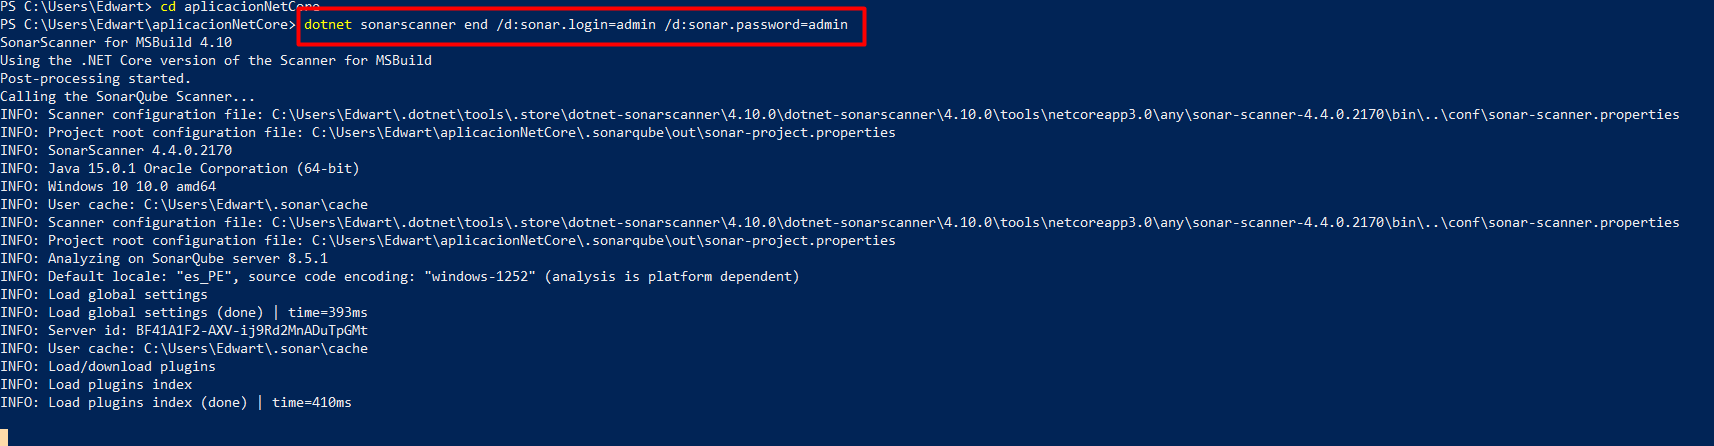 PS C:\Users\Edwart> cd aplicacionNetCore
PS C:\Users\Edwart\aplicacionNetCore> dotnet sonarscanner end /d:sonar.login=admin /d:sonar.password=admin
SonarScanner for MSBuild 4.10
Using the .NET Core version of the Scanner for MSBuild
Post-processing started.
Calling the SonarQube Scanner...
INFO: Scanner configuration file: C:\Users\Edwart\.dotnet\tools\.store\dotnet-sonarscanner\4.10.0\dotnet-sonarscanner\4.10.0\tools\netcoreapp3.0\any\sonar-scanner-4.4.0.2170\bin\..\conf\sonar-scanner.properties
INFO: Project root configuration file: C:\Users\Edwart\aplicacionNetCore\.sonarqube\out\sonar-project.properties
INFO: SonarScanner 4.4.0.2170
INFO: Java 15.0.1 Oracle Corporation (64-bit)
INFO: Windows 10 10.0 amd64
INFO: User cache: C:\Users\Edwart\.sonar\cache
INFO: Scanner configuration file: C:\Users\Edwart\.dotnet\tools\.store\dotnet-sonarscanner\4.10.0\dotnet-sonarscanner\4.10.0\tools\netcoreapp3.0\any\sonar-scanner-4.4.0.2170\bin\..\conf\sonar-scanner.properties
INFO: Project root configuration file: C:\Users\Edwart\aplicacionNetCore\.sonarqube\out\sonar-project.properties
INFO: Analyzing on SonarQube server 8.5.1
INFO: Default locale: "es_PE", source code encoding: "windows-1252" (analysis is platform dependent)
INFO: Load global settings
INFO: Load global settings (done) | time=393ms
INFO: Server id: BF41A1F2-AXV-ij9Rd2MnADuTpGMt
INFO: User cache: C:\Users\Edwart\.sonar\cache
INFO: Load/download plugins
INFO: Load plugins index
INFO: Load plugins index (done) | time=410ms